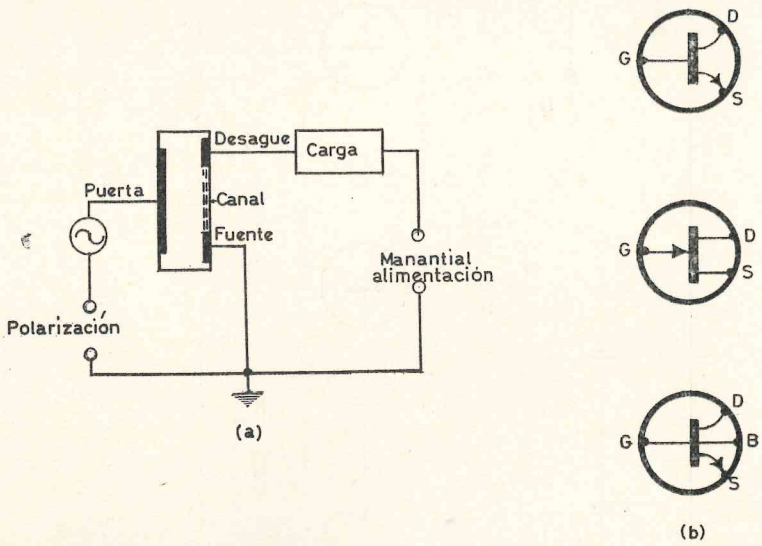 Puerta
Desague
Carga
Canal
Fuente
Manantial
alimentación
Polarización
(a)
D
G
S
D
G
S
D
G
B
S
(b)